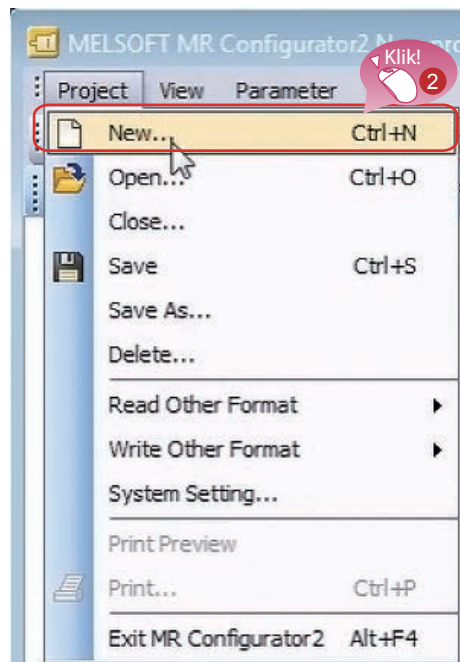 MELSOFT MR Configurator2 N
Klik!
2
Project View Parameter
New... Ctrl+N
Open... Ctrl+O
Close...
Save Ctrl+S
Save As...
Delete...
Read Other Format
Write Other Format
System Setting...
Print Preview
Print... Ctrl+P
Exit MR Configurator2 Alt+F4